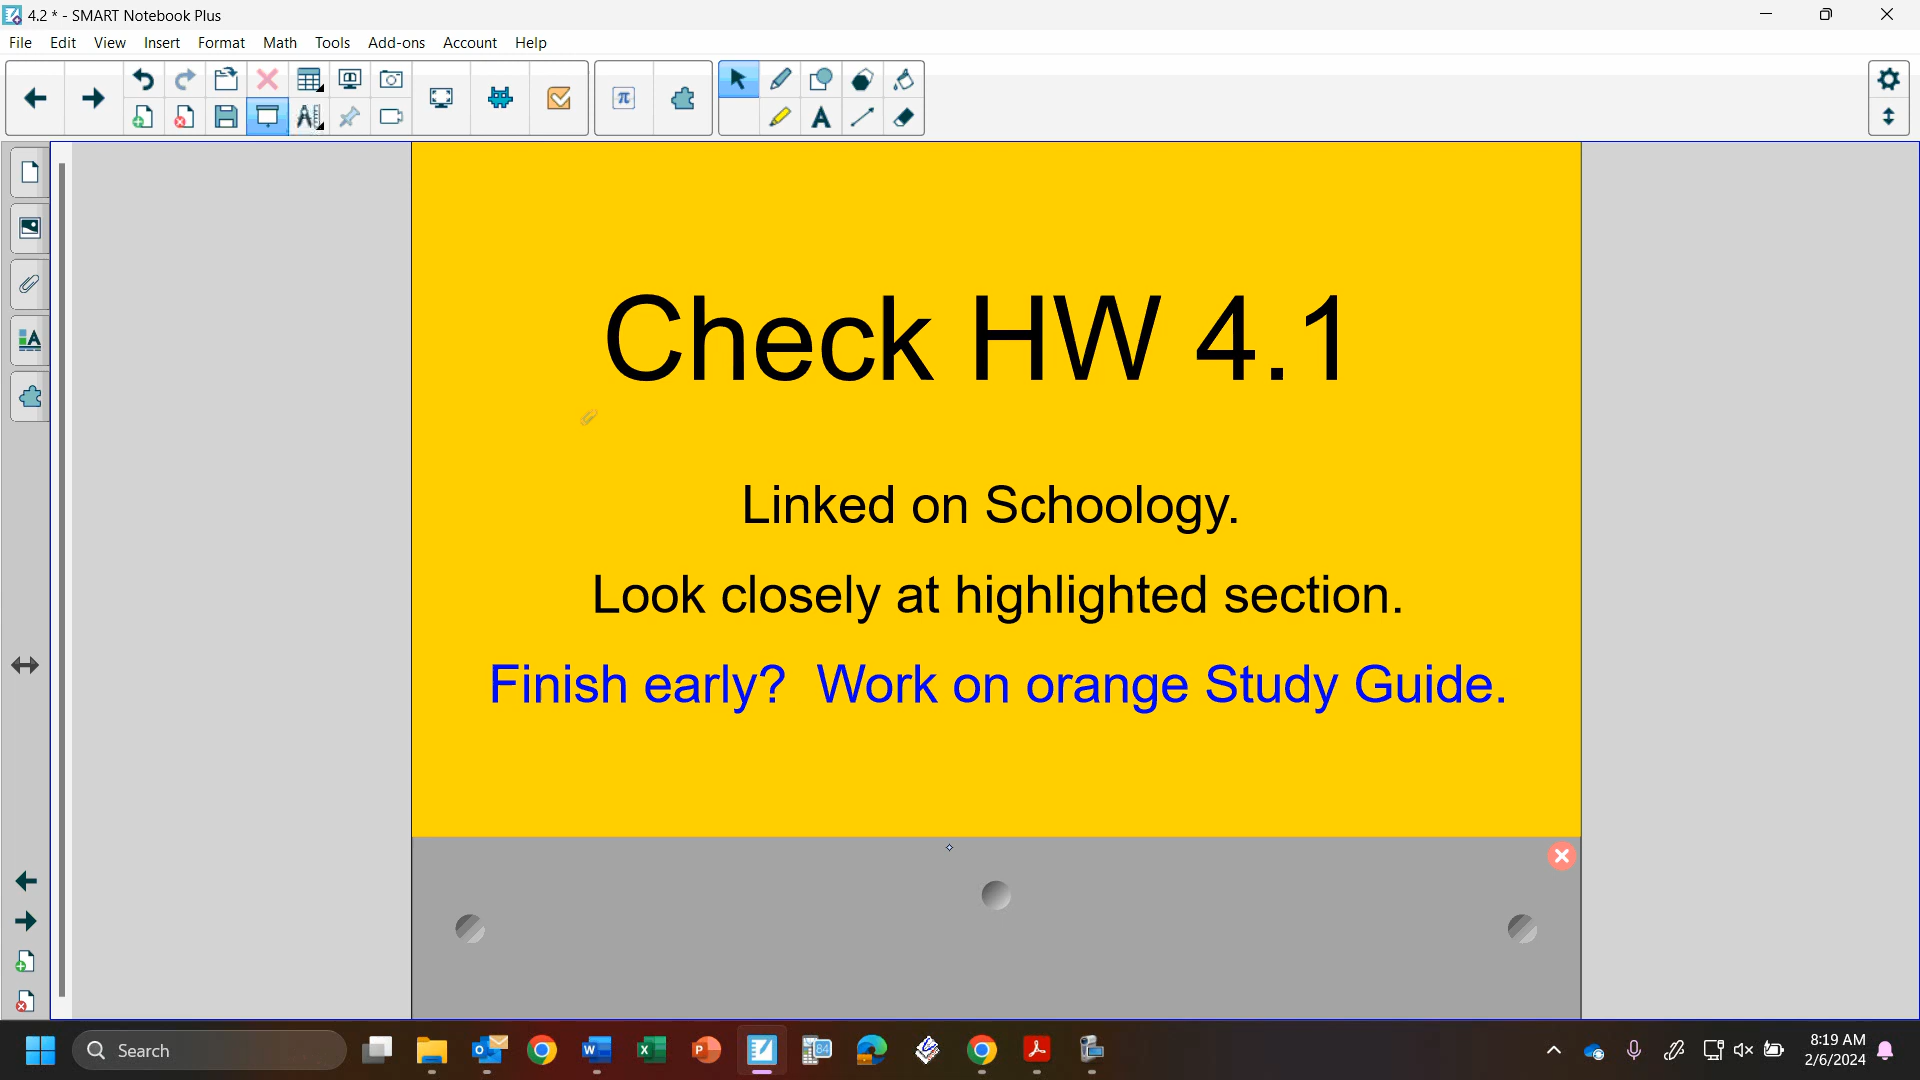 4.2 * - SMART Notebook Plus
File Edit View Insert Format Math Tools Add-ons Account Help
π
A
A
Check HW 4.1
Linked on Schoology.
Look closely at highlighted section.
Finish early? Work on orange Study Guide.
Search
84
8:19 AM
2/6/2024